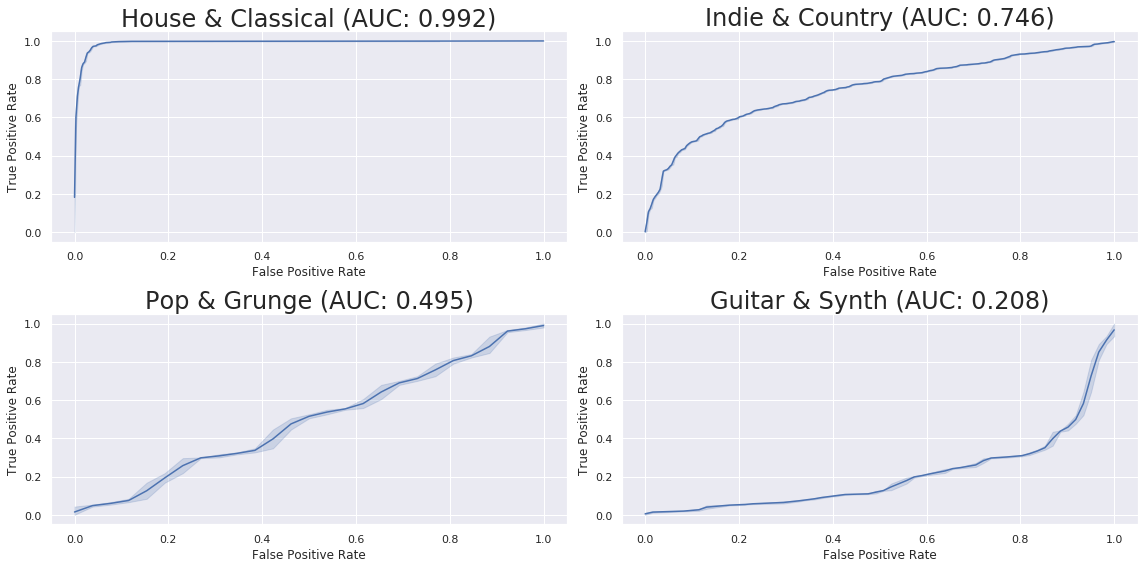 House & Classical (AUC: 0.992)
1.0
0.8
0.6
0.4
0.2
0.0
True Positive Rate
0.0 0.2 0.4 0.6 0.8 1.0
False Positive Rate
Indie & Country (AUC: 0.746)
1.0
0.8
0.6
0.4
0.2
0.0
True Positive Rate
0.0 0.2 0.4 0.6 0.8 1.0
False Positive Rate
Pop & Grunge (AUC: 0.495)
1.0
0.8
0.6
0.4
0.2
0.0
True Positive Rate
0.0 0.2 0.4 0.6 0.8 1.0
False Positive Rate
Guitar & Synth (AUC: 0.208)
1.0
0.8
0.6
0.4
0.2
0.0
True Positive Rate
0.0 0.2 0.4 0.6 0.8 1.0
False Positive Rate